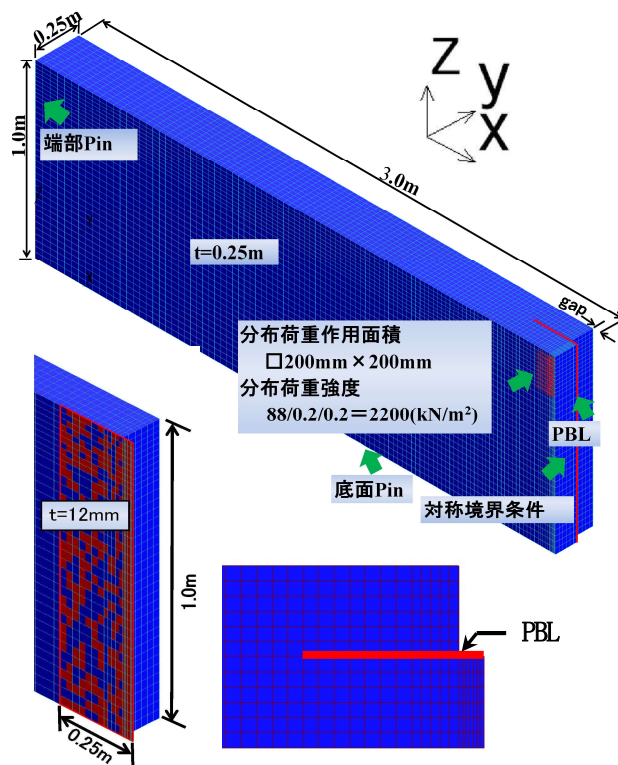 0.25m
Z
y
x
1.0m
端部Pin
3.0m
t=0.25m
gap
分布荷重作用面積
□200mm×200mm
分布荷重強度
88/0.2/0.2＝2200(kN/m²)
PBL
底面Pin
対称境界条件
t=12mm
1.0m
PBL
0.25m